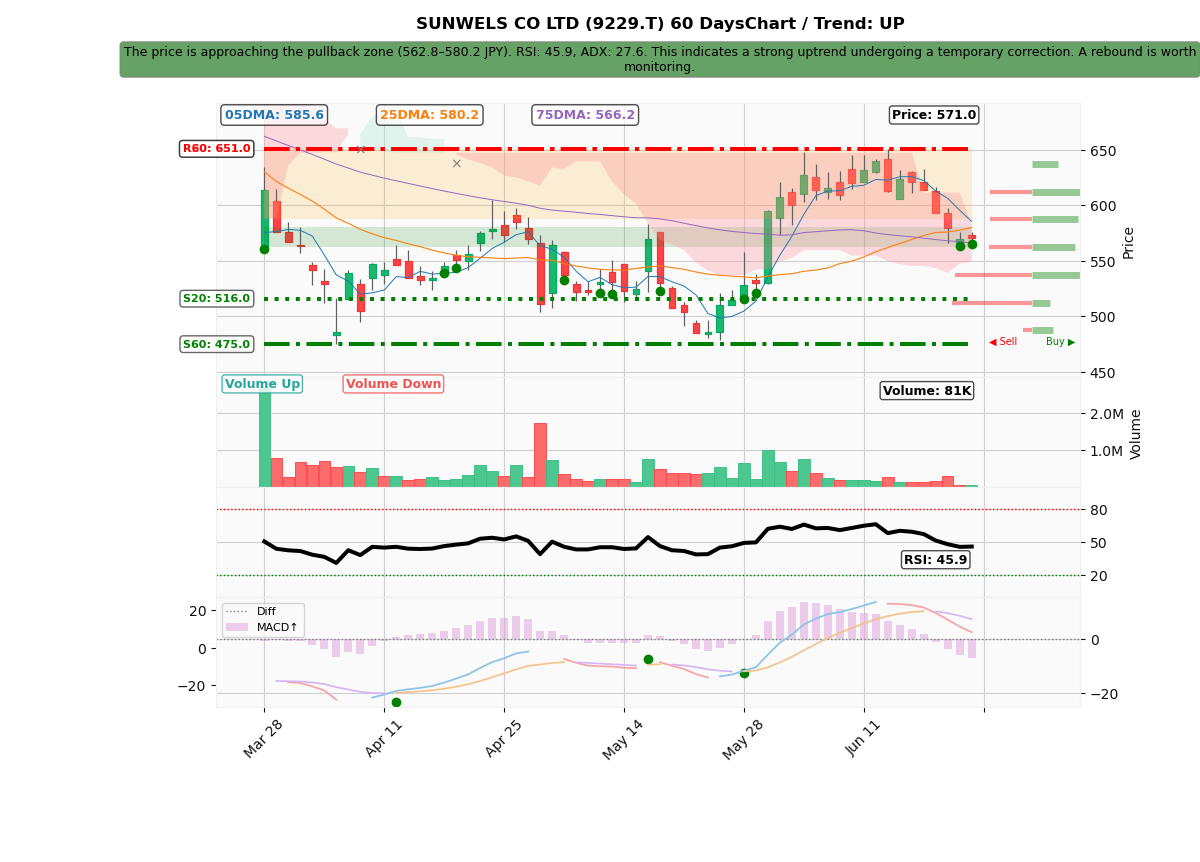 SUNWELS CO LTD (9229.T) 60 DaysChart / Trend: UP
The price is approaching the pullback zone (562.8–580.2 JPY). RSI: 45.9, ADX: 27.6. This indicates a strong uptrend undergoing a temporary correction. A rebound is worth
monitoring.
05DMA: 585.6
25DMA: 580.2
75DMA: 566.2
Price: 571.0
R60: 651.0
S20: 516.0
S60: 475.0
650
600
550
500
450
Price
◀ Sell
Buy ▶
Volume Up
Volume Down
Volume: 81K
2.0M
1.0M
Volume
80
50
20
RSI: 45.9
Diff
MACD↑
20
0
−20
0
−20
Mar 28
Apr 11
Apr 25
May 14
May 28
Jun 11